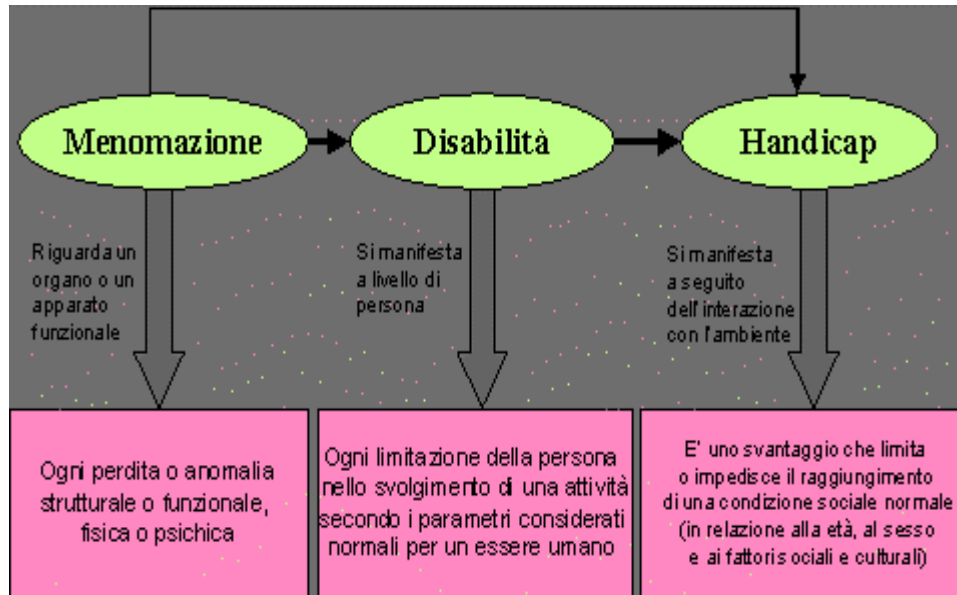 Menomazione
Disabilità
Handicap
Riguarda un
organo o un
apparato
funzionale
Si manifesta
a livello di
persona
Si manifesta
a seguito
dell'interazione
con l'ambiente
Ogni perdita o anomalia
strutturale o funzionale,
fisica o psichica
Ogni limitazione della persona
nello svolgimento di una attività
secondo i parametri considerati
normali per un essere umano
E' uno svantaggio che limita
o impedisce il raggiungimento
di una condizione sociale normale
(in relazione alla età, al sesso
e ai fattori sociali e culturali)